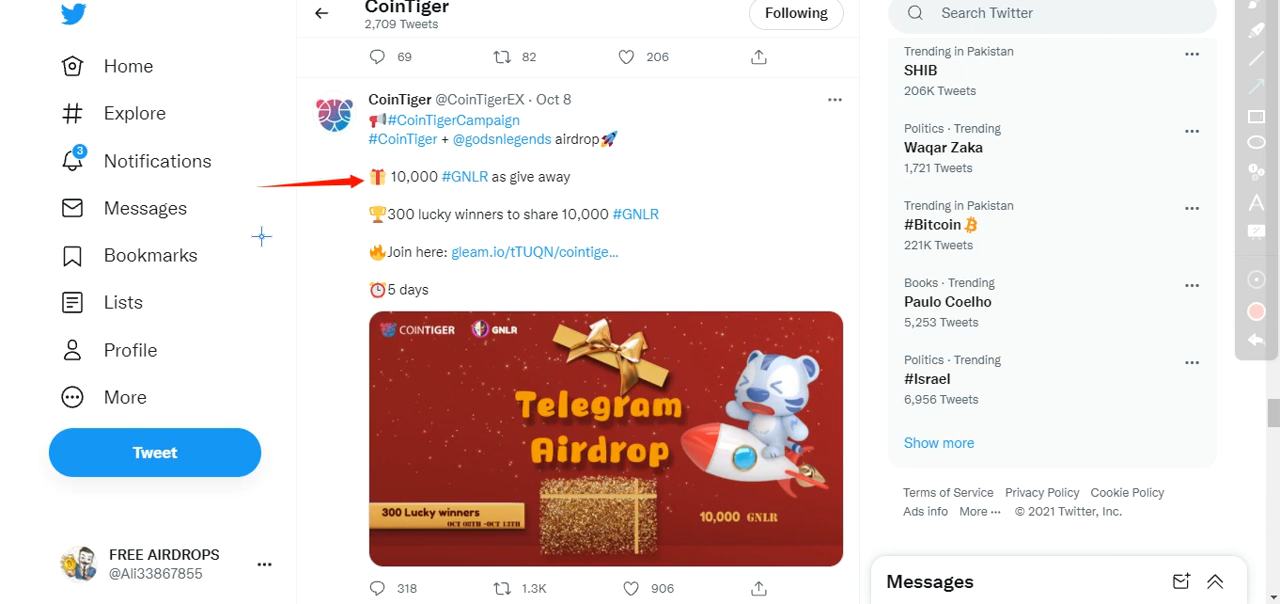 Home
Explore
3
Notifications
Messages
Bookmarks
Lists
Profile
More
Tweet
FREE AIRDROPS
@Ali33867855
CoinTiger
2,709 Tweets
Following
69 82 206
CoinTiger @CoinTigerEX · Oct 8
#CoinTigerCampaign
#CoinTiger + @godsnlegends airdrop
10,000 #GNLR as give away
300 lucky winners to share 10,000 #GNLR
Join here: gleam.io/tTUQN/cointige...
5 days
COINTIGER GNLR
Telegram
Airdrop
300 Lucky winners
OCT 08TH -OCT 13TH
10,000 GNLR
318 1.3K 906
Search Twitter
Trending in Pakistan
SHIB
206K Tweets
Politics · Trending
Waqar Zaka
1,721 Tweets
Trending in Pakistan
#Bitcoin
221K Tweets
Books · Trending
Paulo Coelho
5,253 Tweets
Politics · Trending
#Israel
6,956 Tweets
Show more
Terms of Service Privacy Policy Cookie Policy
Ads info More ··· © 2021 Twitter, Inc.
Messages